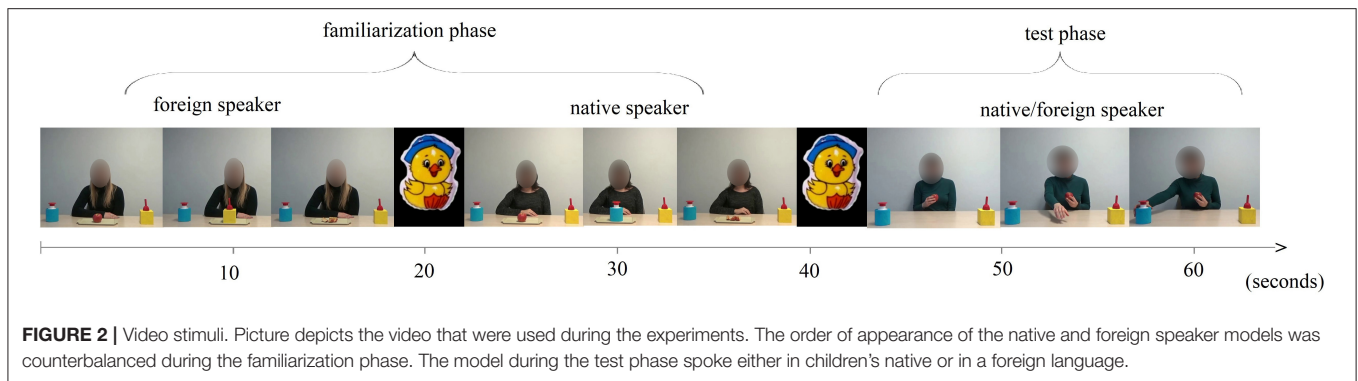 familiarization phase
test phase
foreign speaker
native speaker
native/foreign speaker
10
20
30
40
50
60
(seconds)
FIGURE 2 | Video stimuli. Picture depicts the video that were used during the experiments. The order of appearance of the native and foreign speaker models was
counterbalanced during the familiarization phase. The model during the test phase spoke either in children's native or in a foreign language.